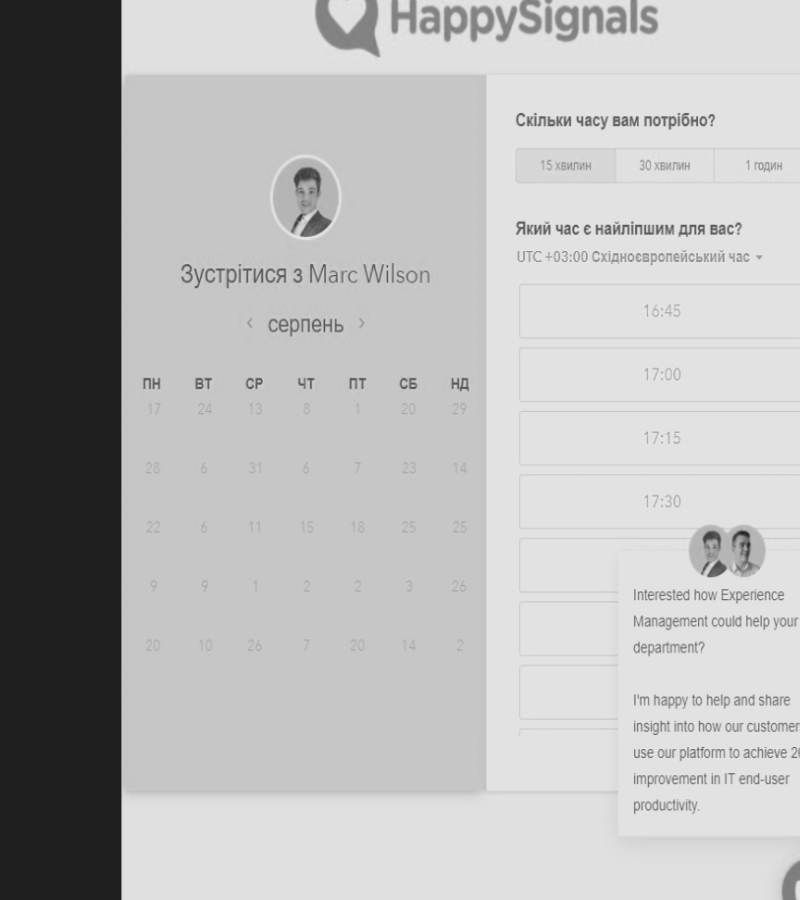 HappySignals
Зустрітися з Marc Wilson
‹ серпень ›
ПН ВТ СР ЧТ ПТ СБ НД
17 24 13 8 1 20 29
28 6 31 6 7 23 14
22 6 11 15 18 25 25
9 9 1 2 2 3 26
20 10 26 7 20 14 2
Скільки часу вам потрібно?
15 хвилин 30 хвилин 1 годин
Який час є найліпшим для вас?
UTC +03:00 Східноєвропейський час
16:45
17:00
17:15
17:30
Interested how Experience
Management could help your
department?
I'm happy to help and share
insight into how our customers
use our platform to achieve
improvement in IT end-user
productivity.